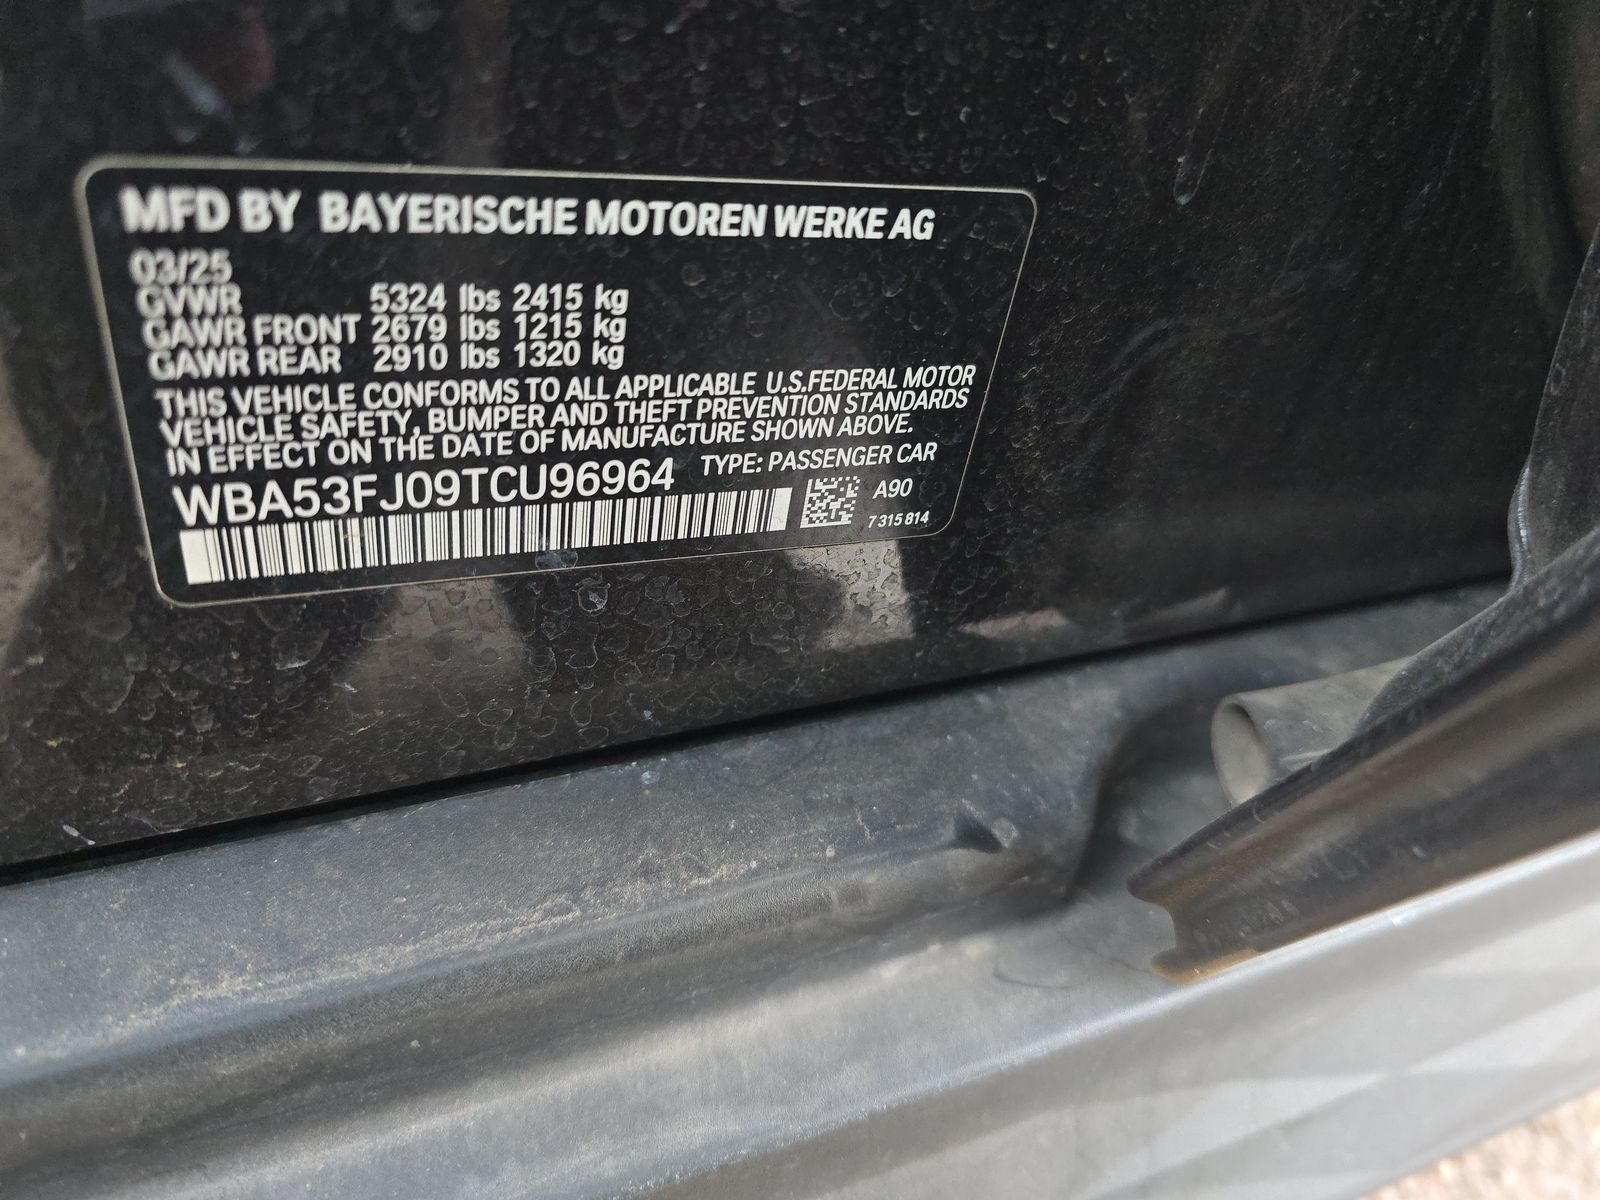 MFD BY BAYERISCHE MOTOREN WERKE AG
03/25
GVWR 5324 lbs 2415 kg
GAWR FRONT 2679 lbs 1215 kg
GAWR REAR 2910 lbs 1320 kg
THIS VEHICLE CONFORMS TO ALL APPLICABLE U.S.FEDERAL MOTOR
VEHICLE SAFETY, BUMPER AND THEFT PREVENTION STANDARDS
IN EFFECT ON THE DATE OF MANUFACTURE SHOWN ABOVE.
WBA53FJ09TCU96964 TYPE: PASSENGER CAR
A90
7 315 814